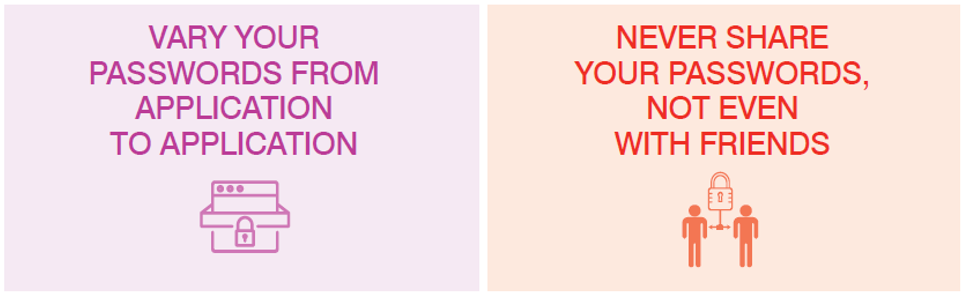 VARY YOUR
PASSWORDS FROM
APPLICATION
TO APPLICATION
NEVER SHARE
YOUR PASSWORDS,
NOT EVEN
WITH FRIENDS